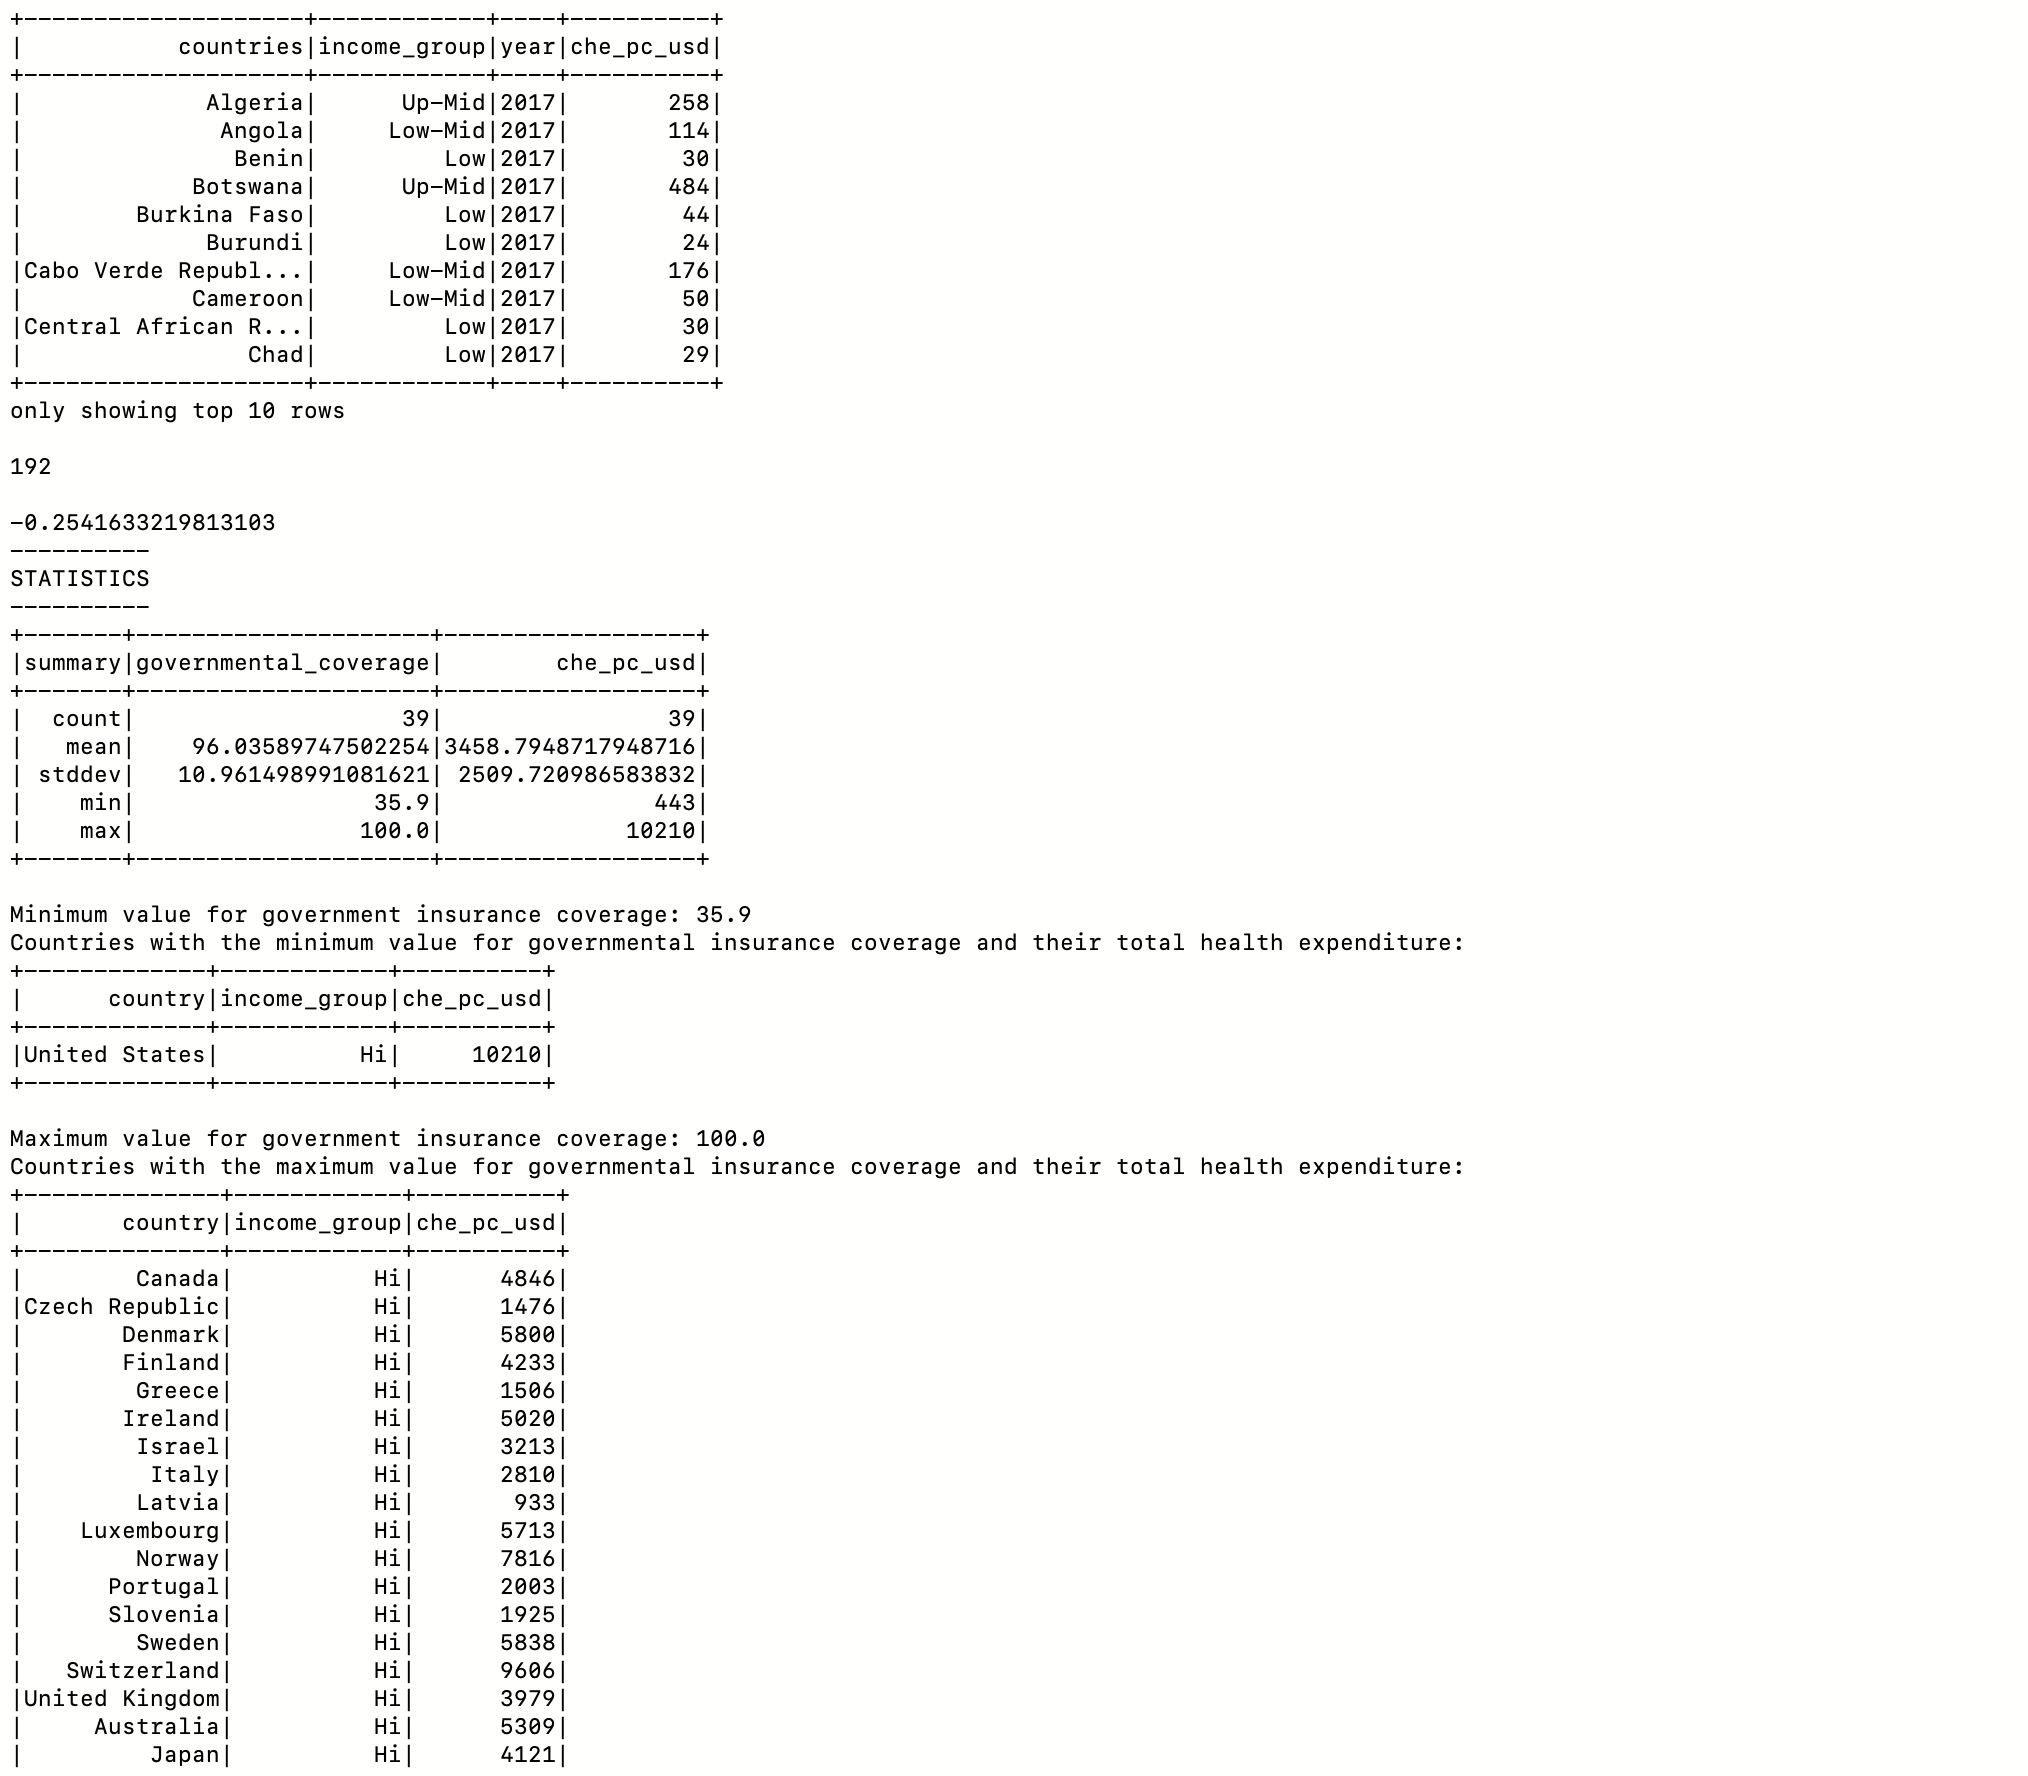 +--------------------+------------+----+----------+
|           countries|income_group|year|che_pc_usd|
+--------------------+------------+----+----------+
|             Algeria|      Up-Mid|2017|       258|
|              Angola|     Low-Mid|2017|       114|
|               Benin|         Low|2017|        30|
|            Botswana|      Up-Mid|2017|       484|
|        Burkina Faso|         Low|2017|        44|
|             Burundi|         Low|2017|        24|
|Cabo Verde Republ...|     Low-Mid|2017|       176|
|            Cameroon|     Low-Mid|2017|        50|
|Central African R...|         Low|2017|        30|
|                Chad|         Low|2017|        29|
+--------------------+------------+----+----------+
only showing top 10 rows

192

-0.2541633219813103
----------
STATISTICS
----------
+-------+---------------------+------------------+
|summary|governmental_coverage|        che_pc_usd|
+-------+---------------------+------------------+
|  count|                   39|                39|
|   mean|    96.03589747502254|3458.7948717948716|
| stddev|   10.961498991081621| 2509.720986583832|
|    min|                 35.9|               443|
|    max|                100.0|             10210|
+-------+---------------------+------------------+

Minimum value for government insurance coverage: 35.9
Countries with the minimum value for governmental insurance coverage and their total health expenditure:
+-------------+------------+----------+
|      country|income_group|che_pc_usd|
+-------------+------------+----------+
|United States|          Hi|     10210|
+-------------+------------+----------+

Maximum value for government insurance coverage: 100.0
Countries with the maximum value for governmental insurance coverage and their total health expenditure:
+--------------+------------+----------+
|       country|income_group|che_pc_usd|
+--------------+------------+----------+
|        Canada|          Hi|      4846|
|Czech Republic|          Hi|      1476|
|       Denmark|          Hi|      5800|
|       Finland|          Hi|      4233|
|        Greece|          Hi|      1506|
|       Ireland|          Hi|      5020|
|        Israel|          Hi|      3213|
|         Italy|          Hi|      2810|
|        Latvia|          Hi|       933|
|    Luxembourg|          Hi|      5713|
|        Norway|          Hi|      7816|
|      Portugal|          Hi|      2003|
|      Slovenia|          Hi|      1925|
|        Sweden|          Hi|      5838|
|   Switzerland|          Hi|      9606|
|United Kingdom|          Hi|      3979|
|     Australia|          Hi|      5309|
|         Japan|          Hi|      4121|